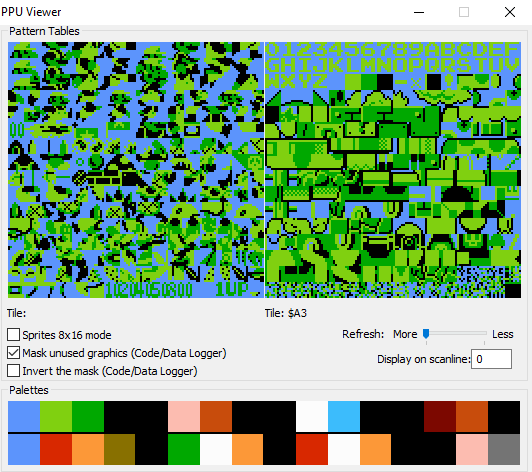 PPU Viewer
Pattern Tables
0123456789ABCDEF
GHIJKLMNOPQRSTUV
WXYZ
1UP
Tile:
Tile: $A3
Sprites 8x16 mode
Refresh: More Less
Mask unused graphics (Code/Data Logger)
Display on scanline: 0
Invert the mask (Code/Data Logger)
Palettes